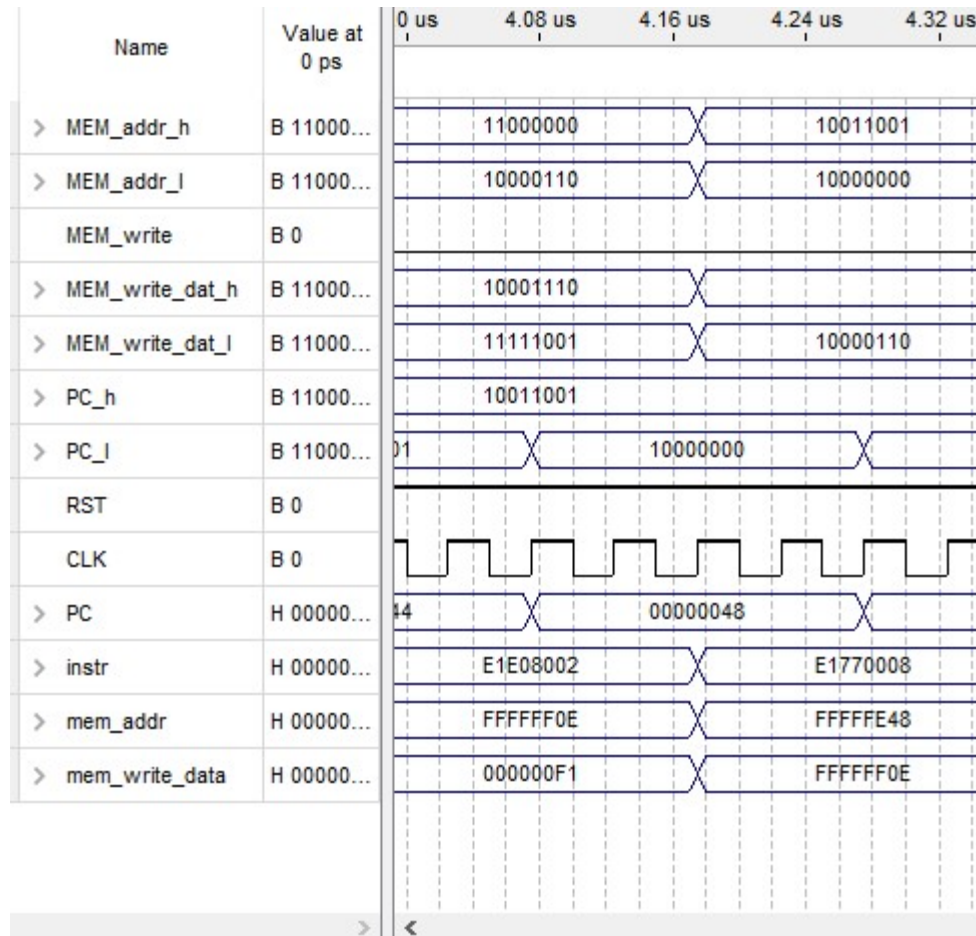 Name Value at 0 ps 0 us 4.08 us 4.16 us 4.24 us 4.32 us
> MEM_addr_h B 11000... 11000000 10011001
> MEM_addr_l B 11000... 10000110 10000000
MEM_write B 0
> MEM_write_dat_h B 11000... 10001110
> MEM_write_dat_l B 11000... 11111001 10000110
> PC_h B 11000... 10011001
> PC_l B 11000... 01 10000000
RST B 0
CLK B 0
> PC H 00000... 44 00000048
> instr H 00000... E1E08002 E1770008
> mem_addr H 00000... FFFFFF0E FFFFFE48
> mem_write_data H 00000... 000000F1 FFFFFF0E